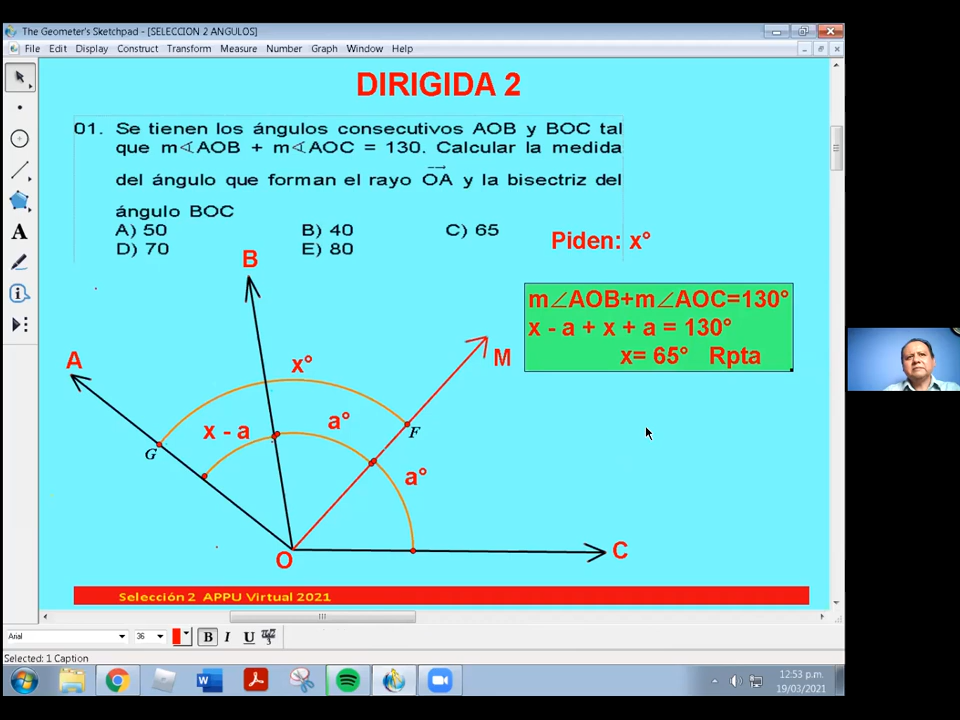 The Geometer's Sketchpad - [SELECCION 2 ANGULOS]
File Edit Display Construct Transform Measure Number Graph Window Help
DIRIGIDA 2
01. Se tienen los ángulos consecutivos AOB y BOC tal
que m∢AOB + m∢AOC = 130. Calcular la medida
del ángulo que forman el rayo OA y la bisectriz del
ángulo BOC
A) 50 B) 40 C) 65
D) 70 E) 80
Piden: x°
B
m∠AOB+m∠AOC=130°
x - a + x + a = 130°
x= 65° Rpta
A
x°
M
x - a
a°
F
G
a°
O
C
Selección 2 APPU Virtual 2021
Arial 36 B I U
Selected: 1 Caption
12:53 p.m.
19/03/2021